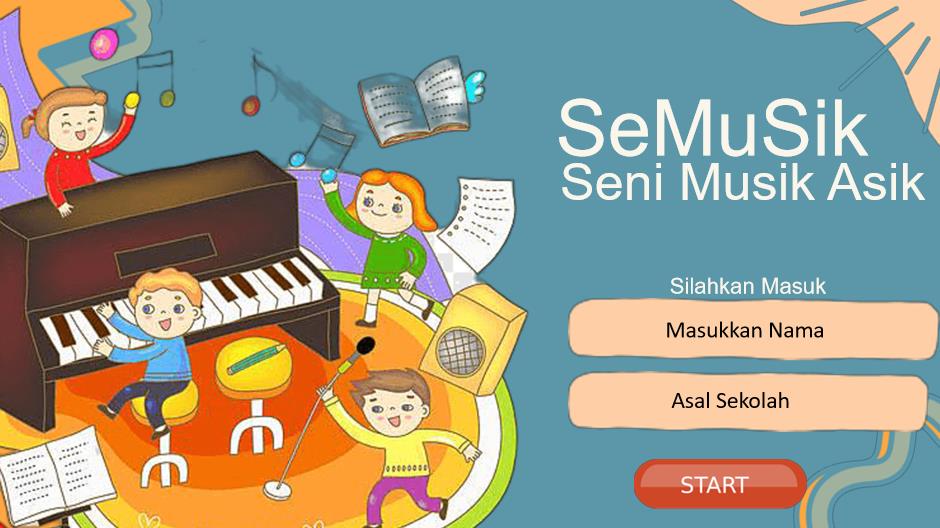 SeMuSik
Seni Musik Asik
Silahkan Masuk
Masukkan Nama
Asal Sekolah
START